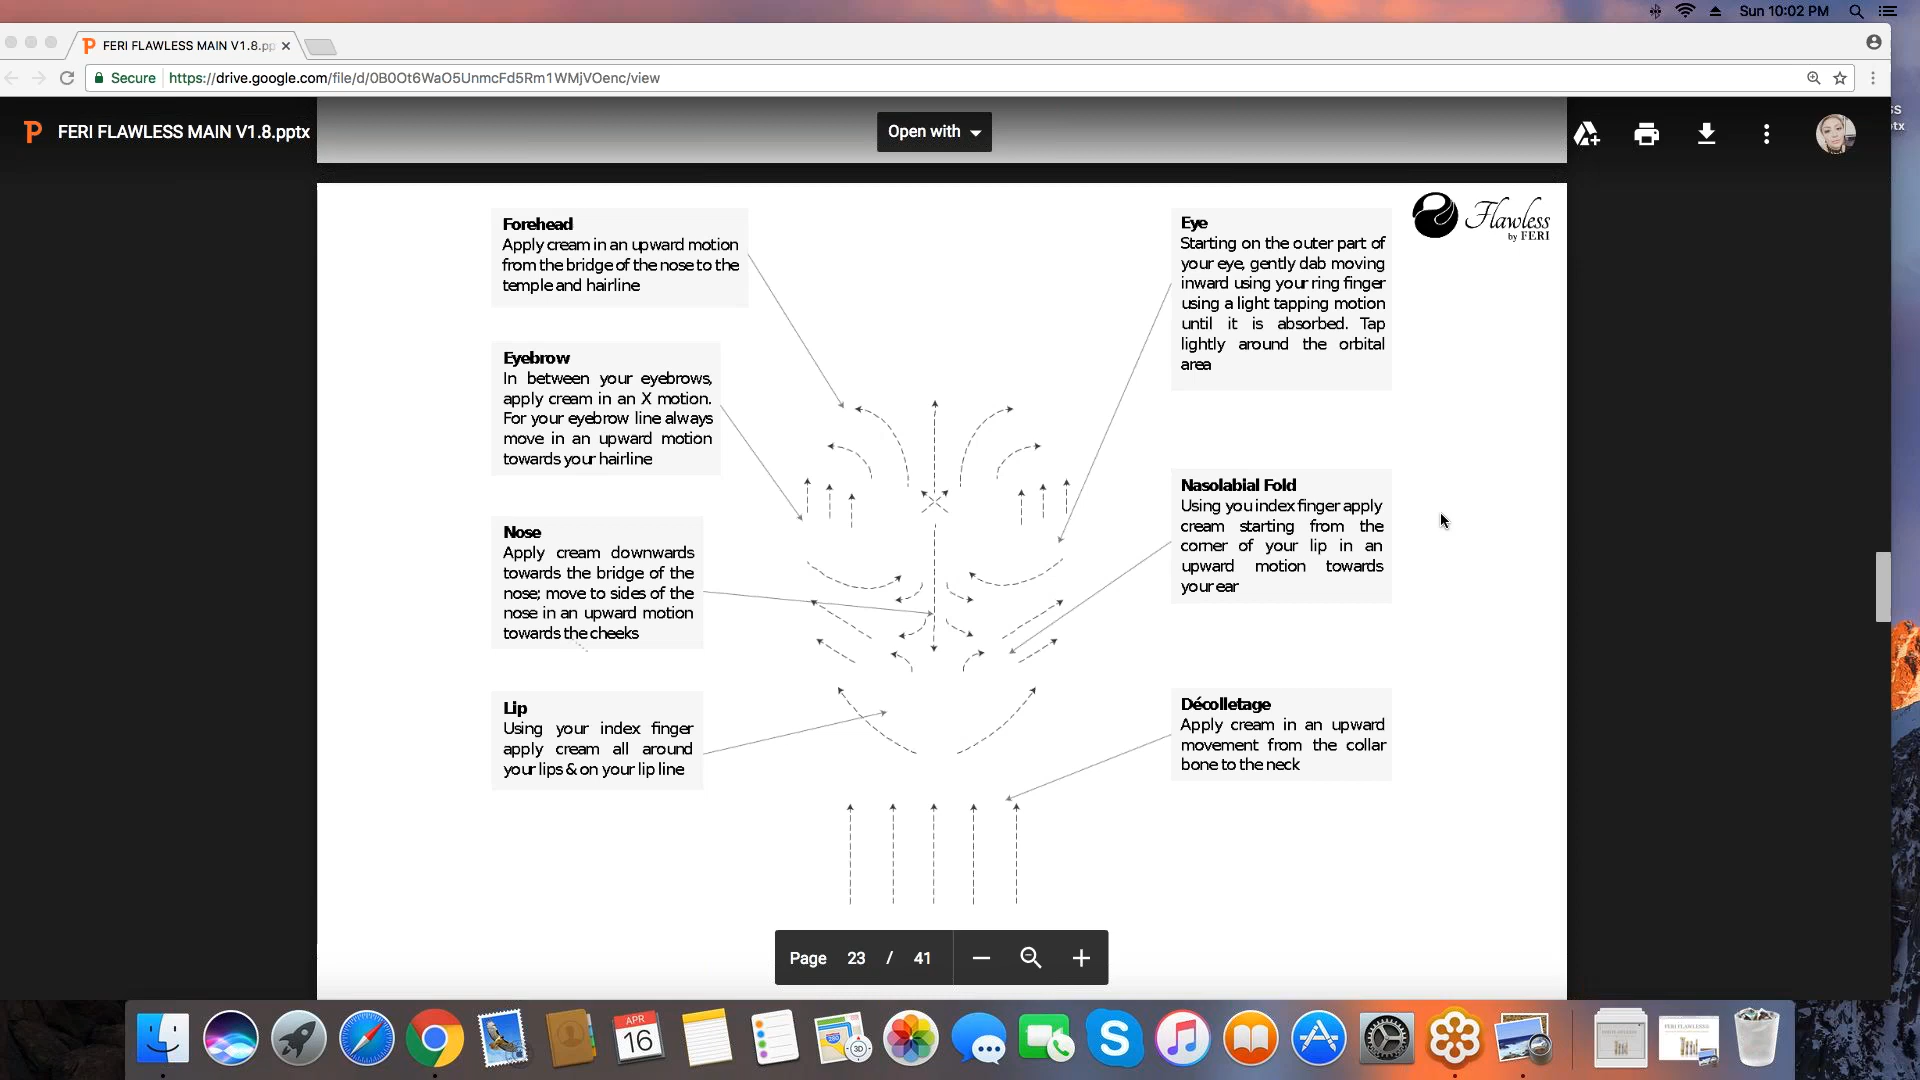 Sun 10:02 PM
FERI FLAWLESS MAIN V1.8.pp
Secure
https://drive.google.com/file/d/0B0Ot6WaO5UnmcFd5Rm1WMjVOenc/view
FERI FLAWLESS MAIN V1.8.pptx
Open with
Forehead
Apply cream in an upward motion
from the bridge of the nose to the
temple and hairline
Eyebrow
In between your eyebrows,
apply cream in an X motion.
For your eyebrow line always
move in an upward motion
towards your hairline
Nose
Apply cream downwards
towards the bridge of the
nose; move to sides of the
nose in an upward motion
towards the cheeks
Lip
Using your index finger
apply cream all around
your lips & on your lip line
Eye
Starting on the outer part of
your eye, gently dab moving
inward using your ring finger
using a light tapping motion
until it is absorbed. Tap
lightly around the orbital
area
Nasolabial Fold
Using you index finger apply
cream starting from the
corner of your lip in an
upward motion towards
your ear
Décolletage
Apply cream in an upward
movement from the collar
bone to the neck
Flawless
by FERI
Page 23 / 41
APR
16
280
3D